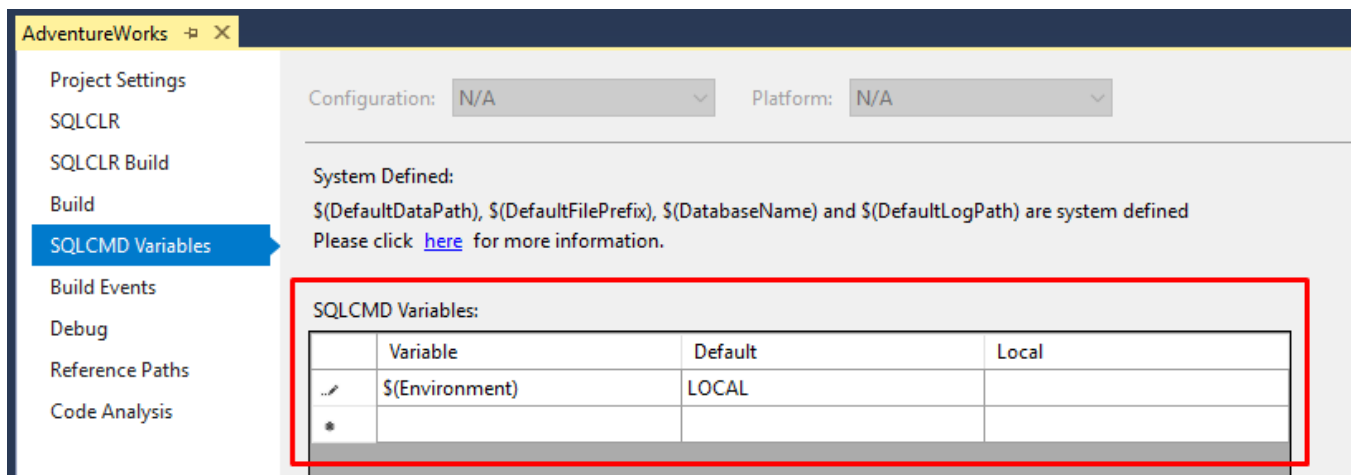 AdventureWorks
Project Settings
SQLCLR
SQLCLR Build
Build
SQLCMD Variables
Build Events
Debug
Reference Paths
Code Analysis
Configuration: N/A Platform: N/A
System Defined:
$(DefaultDataPath), $(DefaultFilePrefix), $(DatabaseName) and $(DefaultLogPath) are system defined
Please click here for more information.
SQLCMD Variables:
Variable Default Local
$(Environment) LOCAL